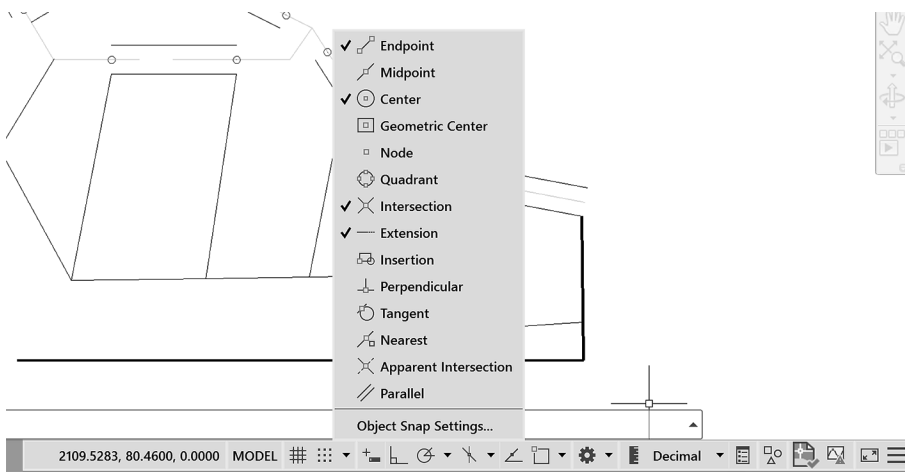 Endpoint
Midpoint
Center
Geometric Center
Node
Quadrant
Intersection
Extension
Insertion
Perpendicular
Tangent
Nearest
Apparent Intersection
Parallel
Object Snap Settings...
2109.5283, 80.4600, 0.0000 MODEL Decimal